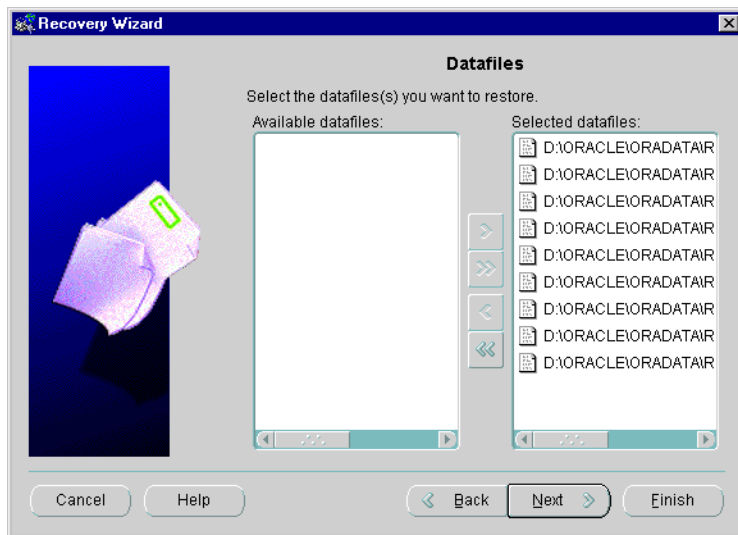 Recovery Wizard
Datafiles
Select the datafiles(s) you want to restore.
Available datafiles:
Selected datafiles:
D:\ORACLE\ORADATA\R
D:\ORACLE\ORADATA\R
D:\ORACLE\ORADATA\R
D:\ORACLE\ORADATA\R
D:\ORACLE\ORADATA\R
D:\ORACLE\ORADATA\R
D:\ORACLE\ORADATA\R
D:\ORACLE\ORADATA\R
D:\ORACLE\ORADATA\R
Cancel
Help
Back
Next
Finish